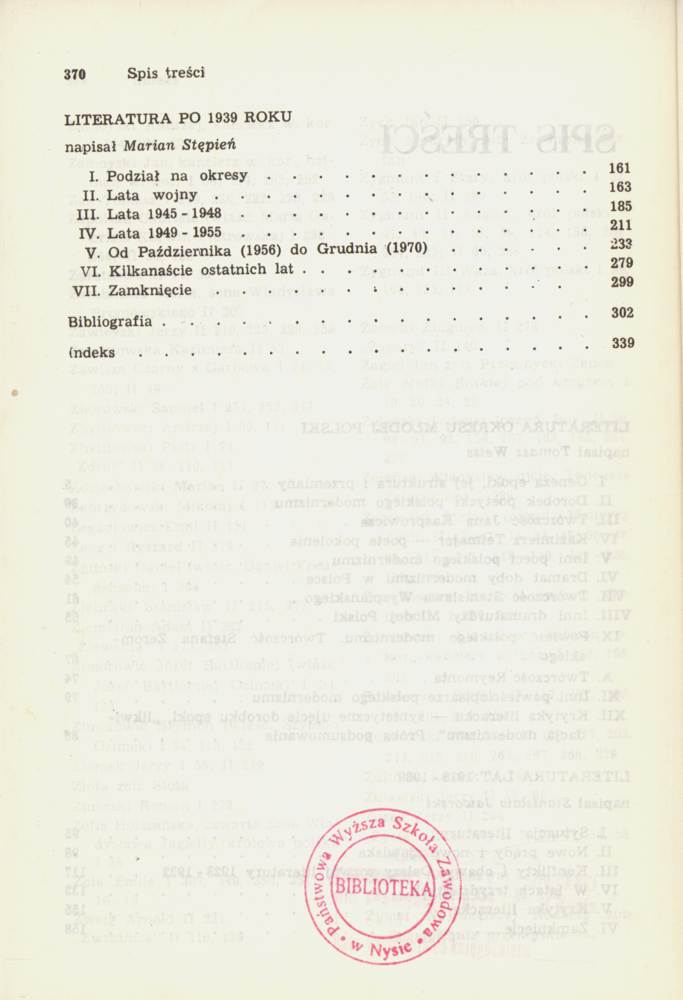 370 Spis treści
LITERATURA PO 1939 ROKU
napisał Marian Stępień
I. Podział na okresy . . . . . . . . . . . . . 161
II. Lata wojny . . . . . . . . . . . . . . . 163
III. Lata 1945 - 1948 . . . . . . . . . . . . . . 185
IV. Lata 1949 - 1955 . . . . . . . . . . . . . . 211
V. Od Października (1956) do Grudnia (1970) . . . . . . 233
VI. Kilkanaście ostatnich lat . . . . . . . . . . . 279
VII. Zamknięcie . . . . . . . . . . . . . . . 299
Bibliografia . . . . . . . . . . . . . . . . . 302
Indeks . . . . . . . . . . . . . . . . . . 339
Państwowa Wyższa Szkoła Zawodowa
BIBLIOTEKA
w Nysie